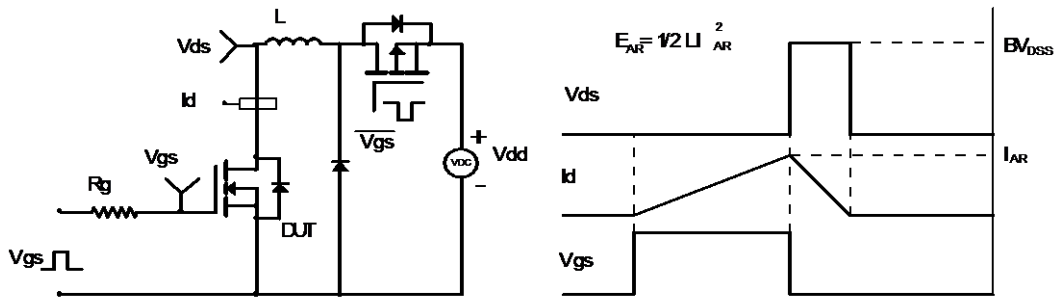 L
Vds
Id
Vgs
Rg
DUT
Vgs
Vgs
+
VDC
Vdd
-
E_AR = 1/2 LI²_AR
BV_DSS
Vds
I_AR
Id
Vgs